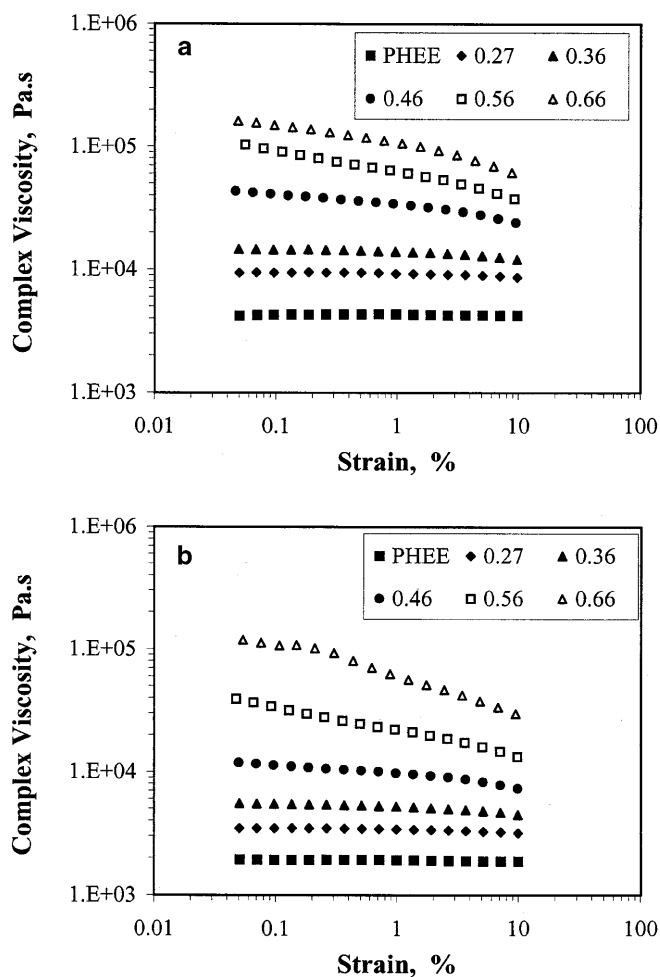 a
1.E+06
1.E+05
1.E+04
1.E+03
Complex Viscosity, Pa.s
PHEE 0.27 0.36
0.46 0.56 0.66
0.01 0.1 1 10 100
Strain, %
b
1.E+06
1.E+05
1.E+04
1.E+03
Complex Viscosity, Pa.s
PHEE 0.27 0.36
0.46 0.56 0.66
0.01 0.1 1 10 100
Strain, %